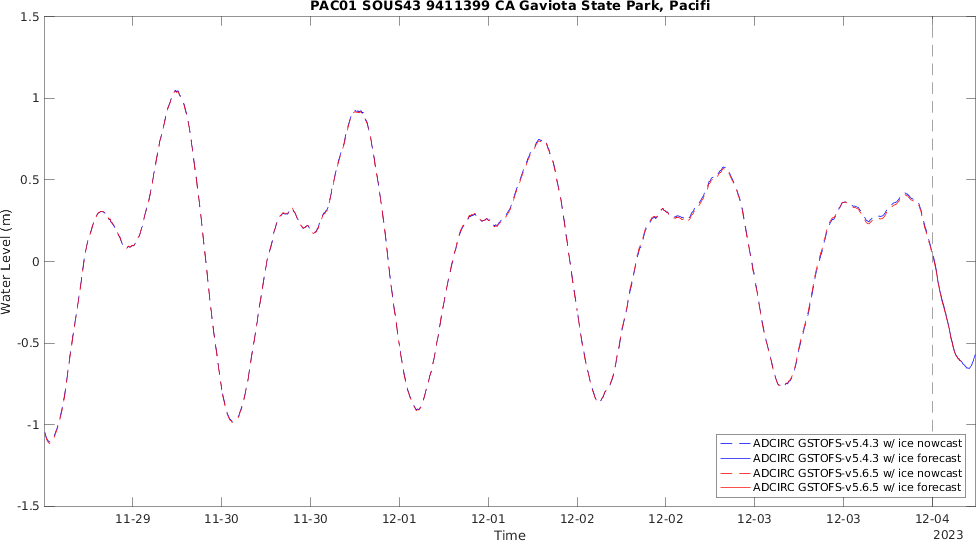 PAC01 SOUS43 9411399 CA Gaviota State Park, Pacifi
1.5
1
0.5
0
-0.5
-1
-1.5
Water Level (m)
ADCIRC GSTOFS-v5.4.3 w/ ice nowcast
ADCIRC GSTOFS-v5.4.3 w/ ice forecast
ADCIRC GSTOFS-v5.6.5 w/ ice nowcast
ADCIRC GSTOFS-v5.6.5 w/ ice forecast
11-29 11-30 11-30 12-01 12-01 12-02 12-02 12-03 12-03 12-04
Time 2023